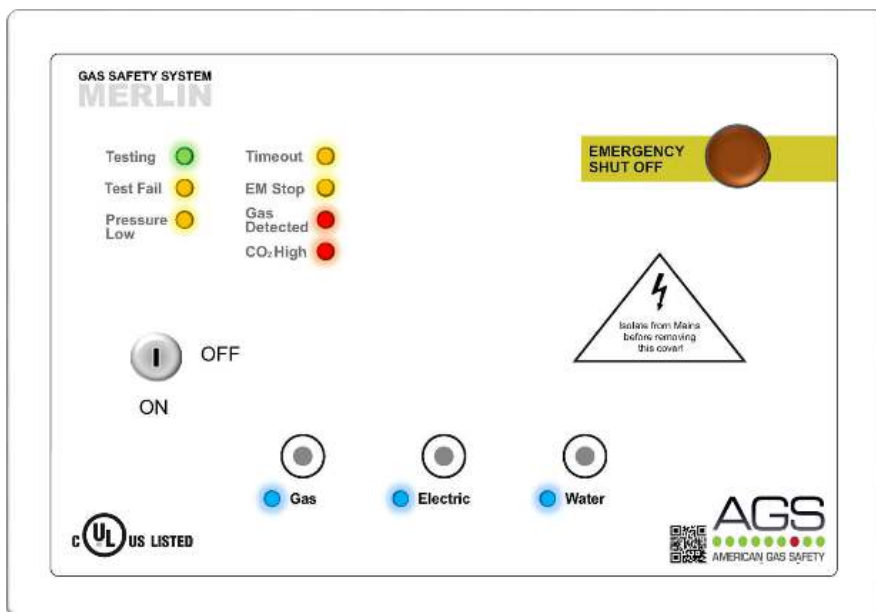 GAS SAFETY SYSTEM
MERLIN
Testing
Timeout
Test Fail
EM Stop
Pressure
Low
Gas
Detected
CO₂ High
EMERGENCY
SHUT OFF
Isolate from Mains
before removing
this cover!
OFF
ON
Gas
Electric
Water
C UL US LISTED
AGS
AMERICAN GAS SAFETY